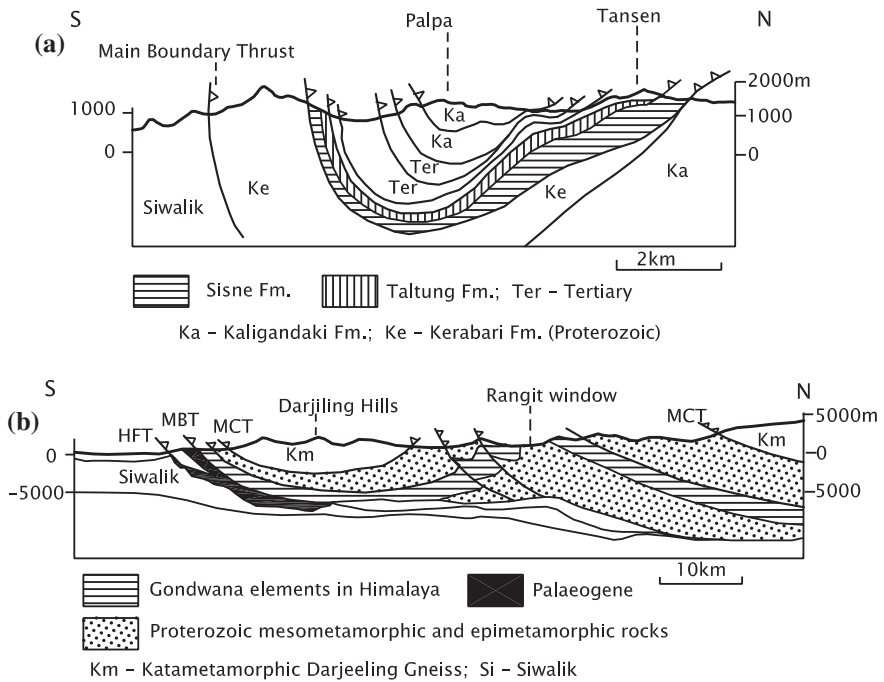 S Palpa Tansen N
(a)
Main Boundary Thrust
2000m
1000 1000
0 0
Ka
Ka
Ter
Ter
Ke Ke Ka
Siwalik
2km
Sisne Fm. Taltung Fm.; Ter – Tertiary
Ka – Kaligandaki Fm.; Ke – Kerabari Fm. (Proterozoic)
S N
(b)
HFT MBT MCT Darjiling Hills Rangit window MCT
5000m
0 Km Km 0
Siwalik
-5000 5000
10km
Gondwana elements in Himalaya Palaeogene
Proterozoic mesometamorphic and epimetamorphic rocks
Km – Katametamorphic Darjeeling Gneiss; Si – Siwalik